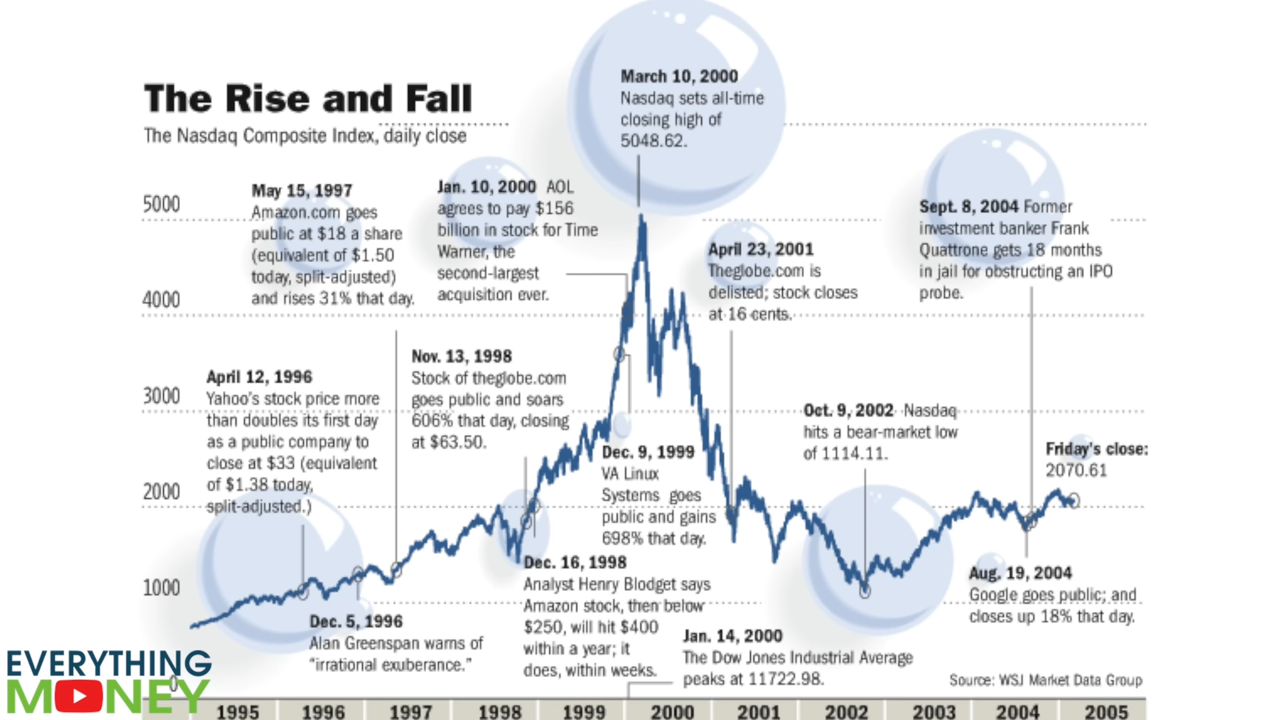 The Rise and Fall
The Nasdaq Composite Index, daily close
March 10, 2000
Nasdaq sets all-time
closing high of
5048.62.
May 15, 1997
Amazon.com goes
public at $18 a share
(equivalent of $1.50
today, split-adjusted)
and rises 31% that day.
Jan. 10, 2000 AOL
agrees to pay $156
billion in stock for Time
Warner, the
second-largest
acquisition ever.
April 23, 2001
Theglobe.com is
delisted; stock closes
at 16 cents.
Sept. 8, 2004 Former
investment banker Frank
Quattrone gets 18 months
in jail for obstructing an IPO
probe.
April 12, 1996
Yahoo's stock price more
than doubles its first day
as a public company to
close at $33 (equivalent
of $1.38 today,
split-adjusted.)
Nov. 13, 1998
Stock of theglobe.com
goes public and soars
606% that day, closing
at $63.50.
Dec. 9, 1999
VA Linux
Systems goes
public and gains
698% that day.
Oct. 9, 2002 Nasdaq
hits a bear-market low
of 1114.11.
Friday's close:
2070.61
Dec. 5, 1996
Alan Greenspan warns of
"irrational exuberance."
Dec. 16, 1998
Analyst Henry Blodget says
Amazon stock, then below
$250, will hit $400
within a year; it
does, within weeks.
Jan. 14, 2000
The Dow Jones Industrial Average
peaks at 11722.98.
Aug. 19, 2004
Google goes public; and
closes up 18% that day.
Source: WSJ Market Data Group
5000
4000
3000
2000
1000
0
1995 1996 1997 1998 1999 2000 2001 2002 2003 2004 2005
EVERYTHING
MONEY